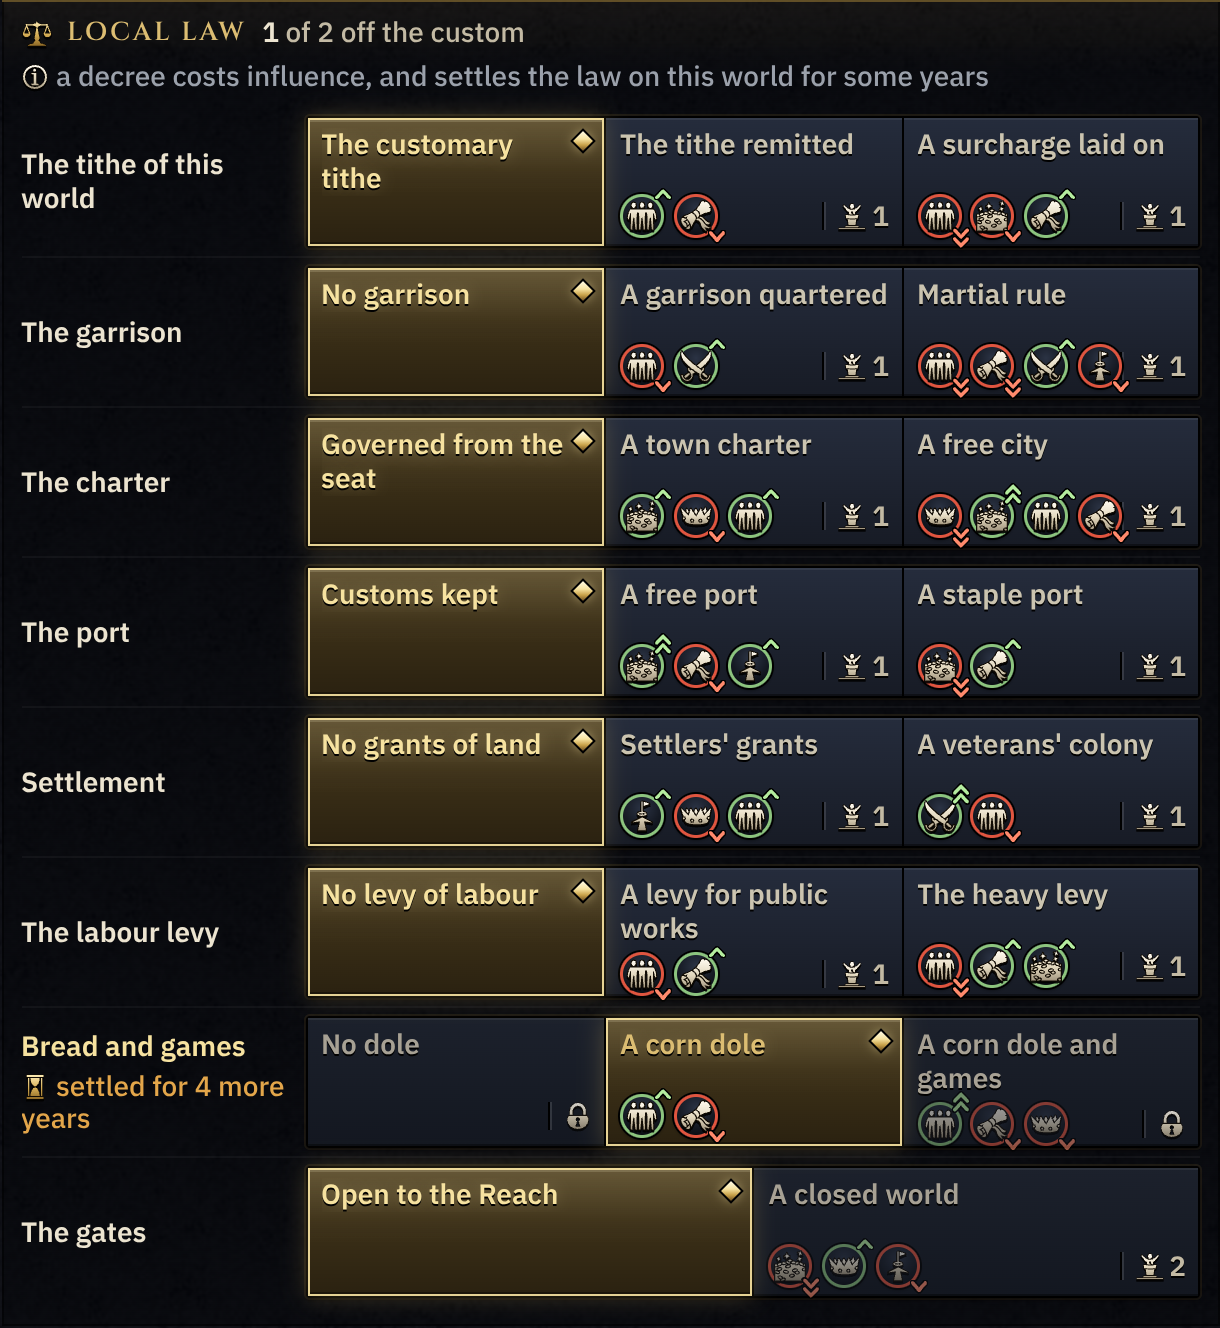 LOCAL LAW 1 of 2 off the custom
a decree costs influence, and settles the law on this world for some years
The tithe of this
world
The customary
tithe
The tithe remitted
1
A surcharge laid on
1
The garrison
No garrison
A garrison quartered
1
Martial rule
1
The charter
Governed from the
seat
A town charter
1
A free city
1
The port
Customs kept
A free port
1
A staple port
1
Settlement
No grants of land
Settlers' grants
1
A veterans' colony
1
The labour levy
No levy of labour
A levy for public
works
1
The heavy levy
1
Bread and games
settled for 4 more
years
No dole
A corn dole
A corn dole and
games
The gates
Open to the Reach
A closed world
2